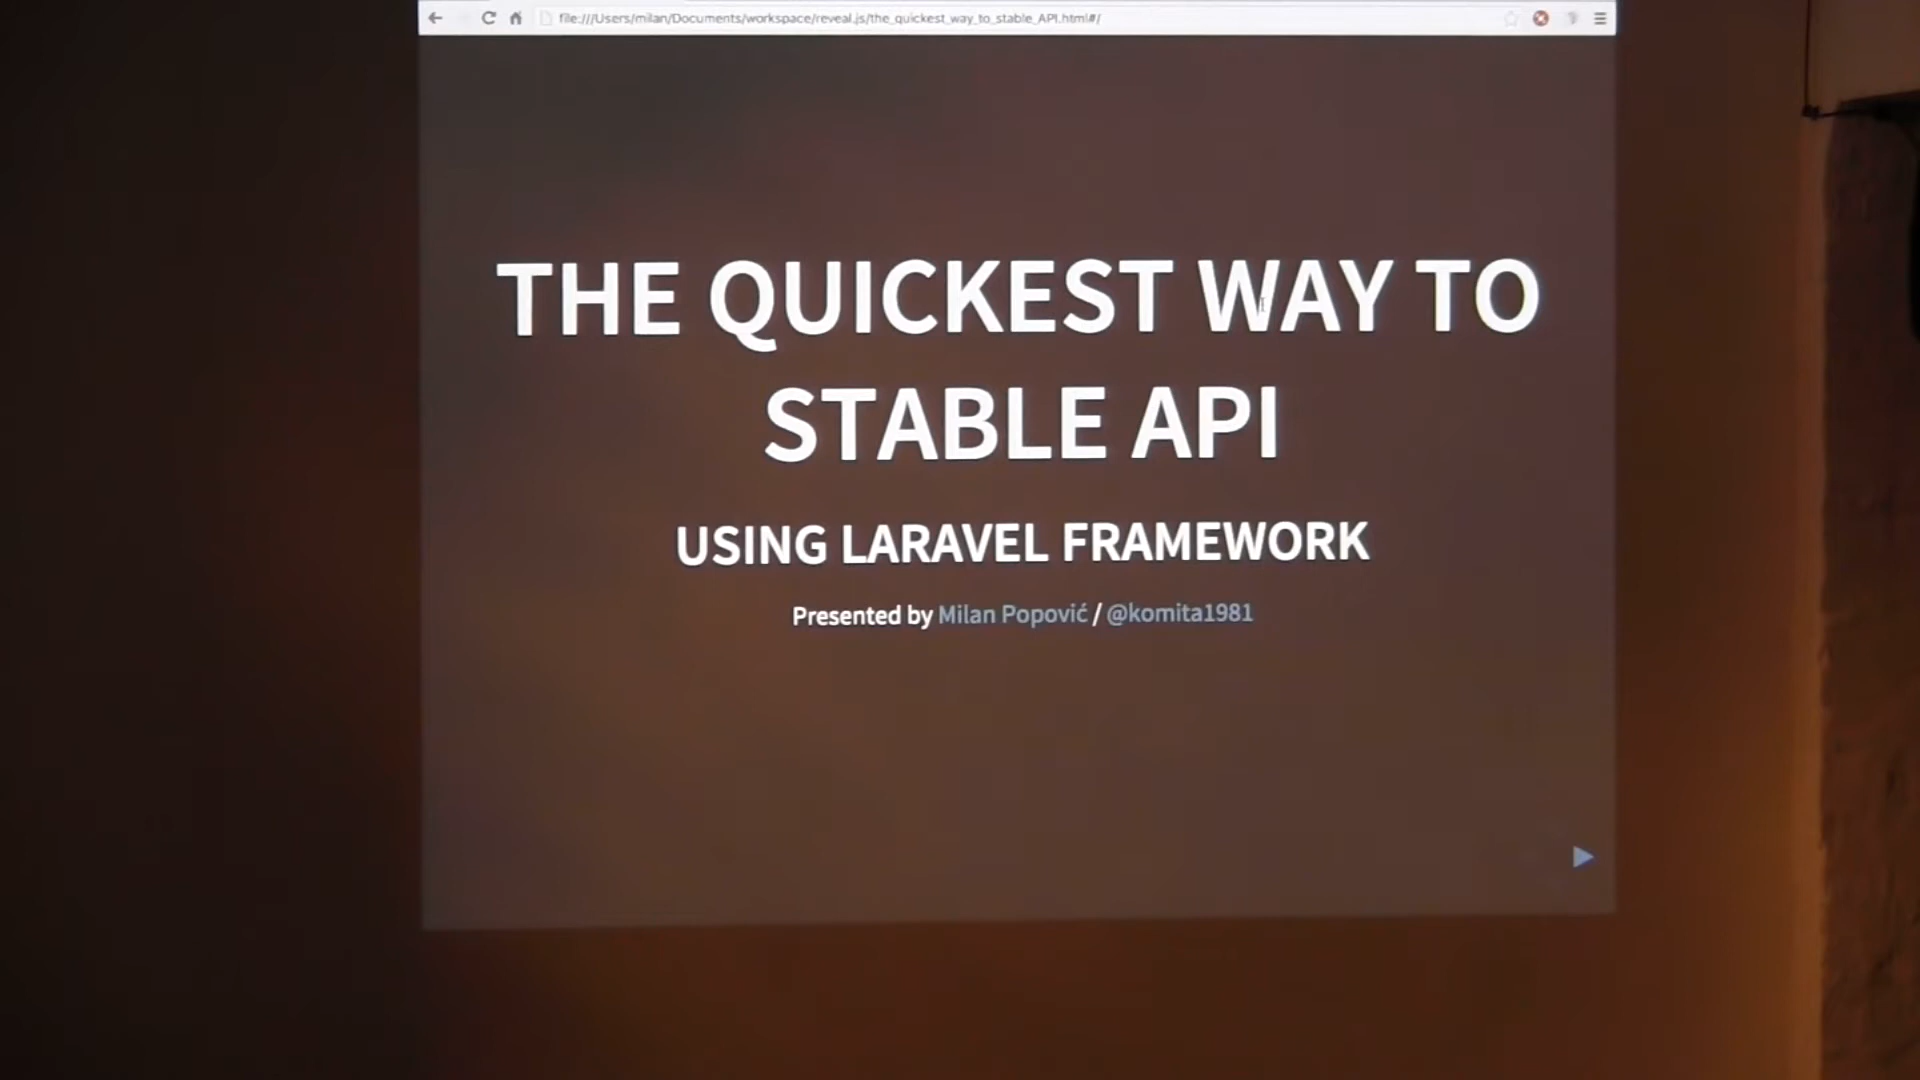 file:///Users/milan/Documents/workspace/reveal.js/the_quickest_way_to_stable_API.html#/
THE QUICKEST WAY TO
STABLE API
USING LARAVEL FRAMEWORK
Presented by Milan Popović / @komita1981